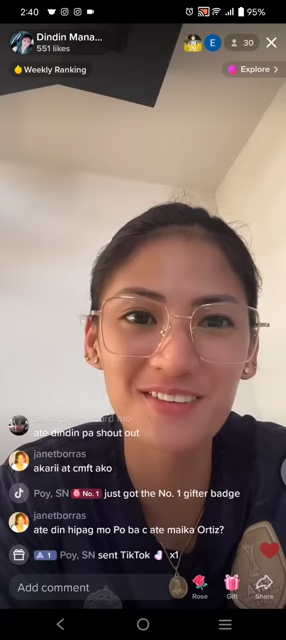 2:40
95%
Dindin Mana...
551 likes
E
30
Weekly Ranking
Explore >
ate dindin pa shout out
janetborras
akarii at cmft ako
Poy, SN No. 1 just got the No. 1 gifter badge
janetborras
ate din hipag mo Po ba c ate maika Ortiz?
1 Poy, SN sent TikTok x1
Add comment
Rose
Gift
Share